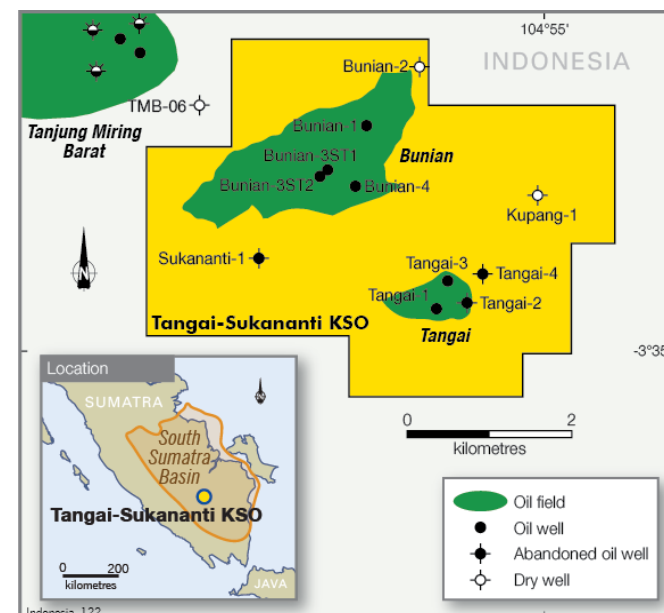 104°55'
INDONESIA
Bunian-2
TMB-06
Tanjung Miring
Barat
Bunian-1
Bunian
Bunian-3ST1
Bunian-3ST2
Bunian-4
Kupang-1
Sukananti-1
Tangai-3
Tangai-4
Tangai 1
Tangai-2
Tangai-Sukananti KSO
Tangai
-3°35
N
0 2
kilometres
Location
SUMATRA
South
Sumatra
Basin
Tangai-Sukananti KSO
0 200
kilometres
JAVA
Oil field
Oil well
Abandoned oil well
Dry well
Indonesia 122